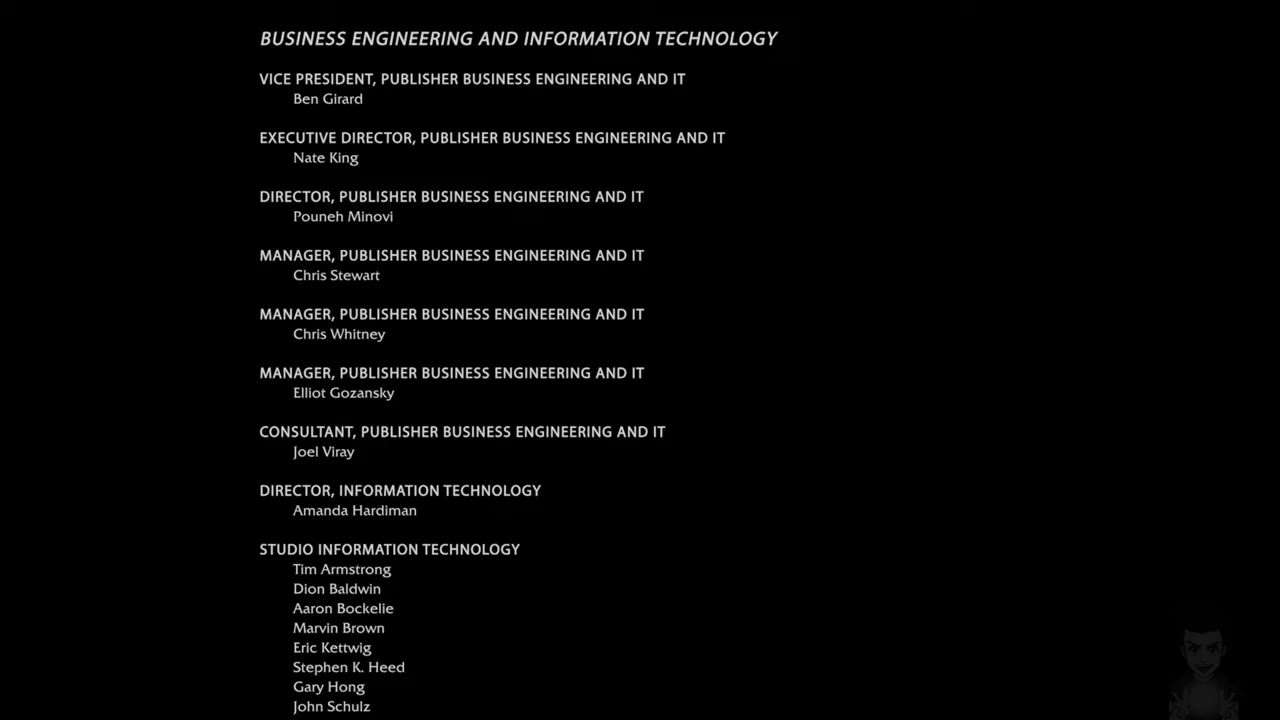 BUSINESS ENGINEERING AND INFORMATION TECHNOLOGY
VICE PRESIDENT, PUBLISHER BUSINESS ENGINEERING AND IT
Ben Girard
EXECUTIVE DIRECTOR, PUBLISHER BUSINESS ENGINEERING AND IT
Nate King
DIRECTOR, PUBLISHER BUSINESS ENGINEERING AND IT
Pouneh Minovi
MANAGER, PUBLISHER BUSINESS ENGINEERING AND IT
Chris Stewart
MANAGER, PUBLISHER BUSINESS ENGINEERING AND IT
Chris Whitney
MANAGER, PUBLISHER BUSINESS ENGINEERING AND IT
Elliot Gozansky
CONSULTANT, PUBLISHER BUSINESS ENGINEERING AND IT
Joel Viray
DIRECTOR, INFORMATION TECHNOLOGY
Amanda Hardiman
STUDIO INFORMATION TECHNOLOGY
Tim Armstrong
Dion Baldwin
Aaron Bockelie
Marvin Brown
Eric Kettwig
Stephen K. Heed
Gary Hong
John Schulz